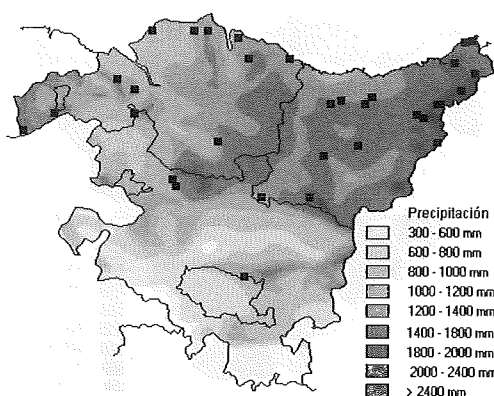 Precipitación
300 - 600 mm
600 - 800 mm
800 - 1000 mm
1000 - 1200 mm
1200 - 1400 mm
1400 - 1800 mm
1800 - 2000 mm
2000 - 2400 mm
> 2400 mm